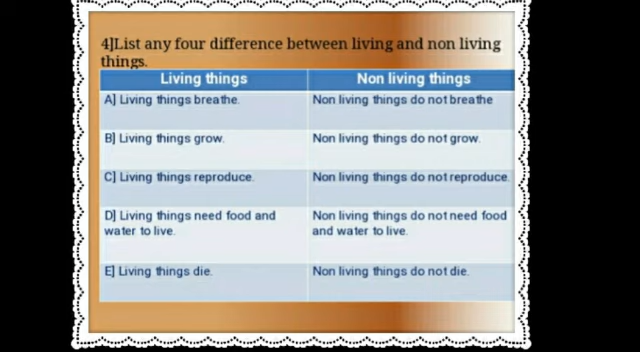 4]List any four difference between living and non living
things.
Living things Non living things
A] Living things breathe. Non living things do not breathe
B] Living things grow. Non living things do not grow.
C] Living things reproduce. Non living things do not reproduce.
D] Living things need food and Non living things do not need food
water to live. and water to live.
E] Living things die. Non living things do not die.